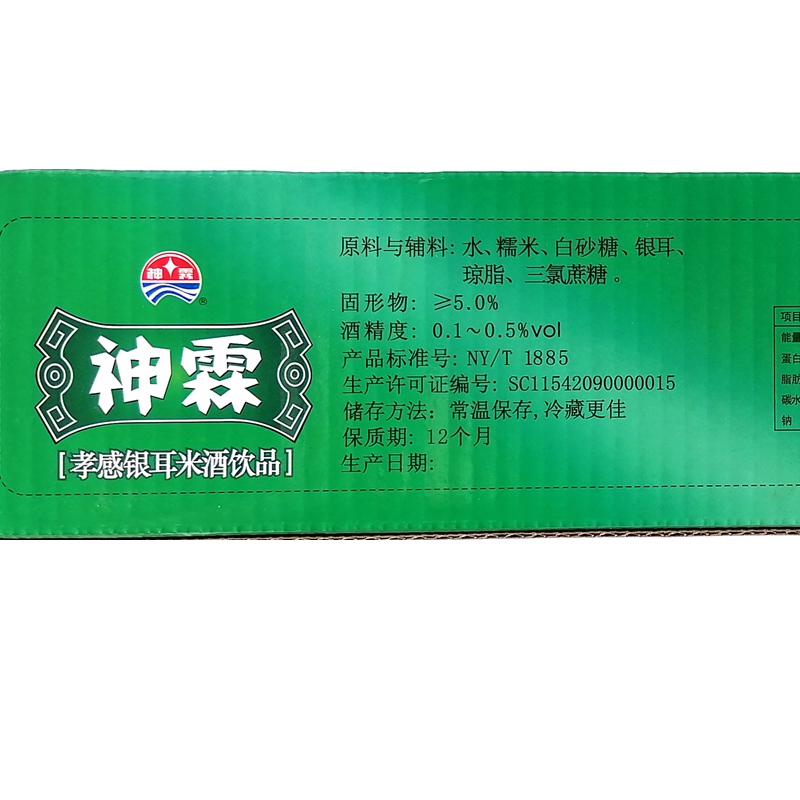 神霖
®
神霖
[孝感银耳米酒饮品]
原料与辅料: 水、糯米、白砂糖、银耳、
琼脂、三氯蔗糖。
固形物: ≥5.0%
酒精度: 0.1~0.5%vol
产品标准号: NY/T 1885
生产许可证编号: SC11542090000015
储存方法: 常温保存,冷藏更佳
保质期: 12个月
生产日期:
项目
能量
蛋白
脂肪
碳水
钠